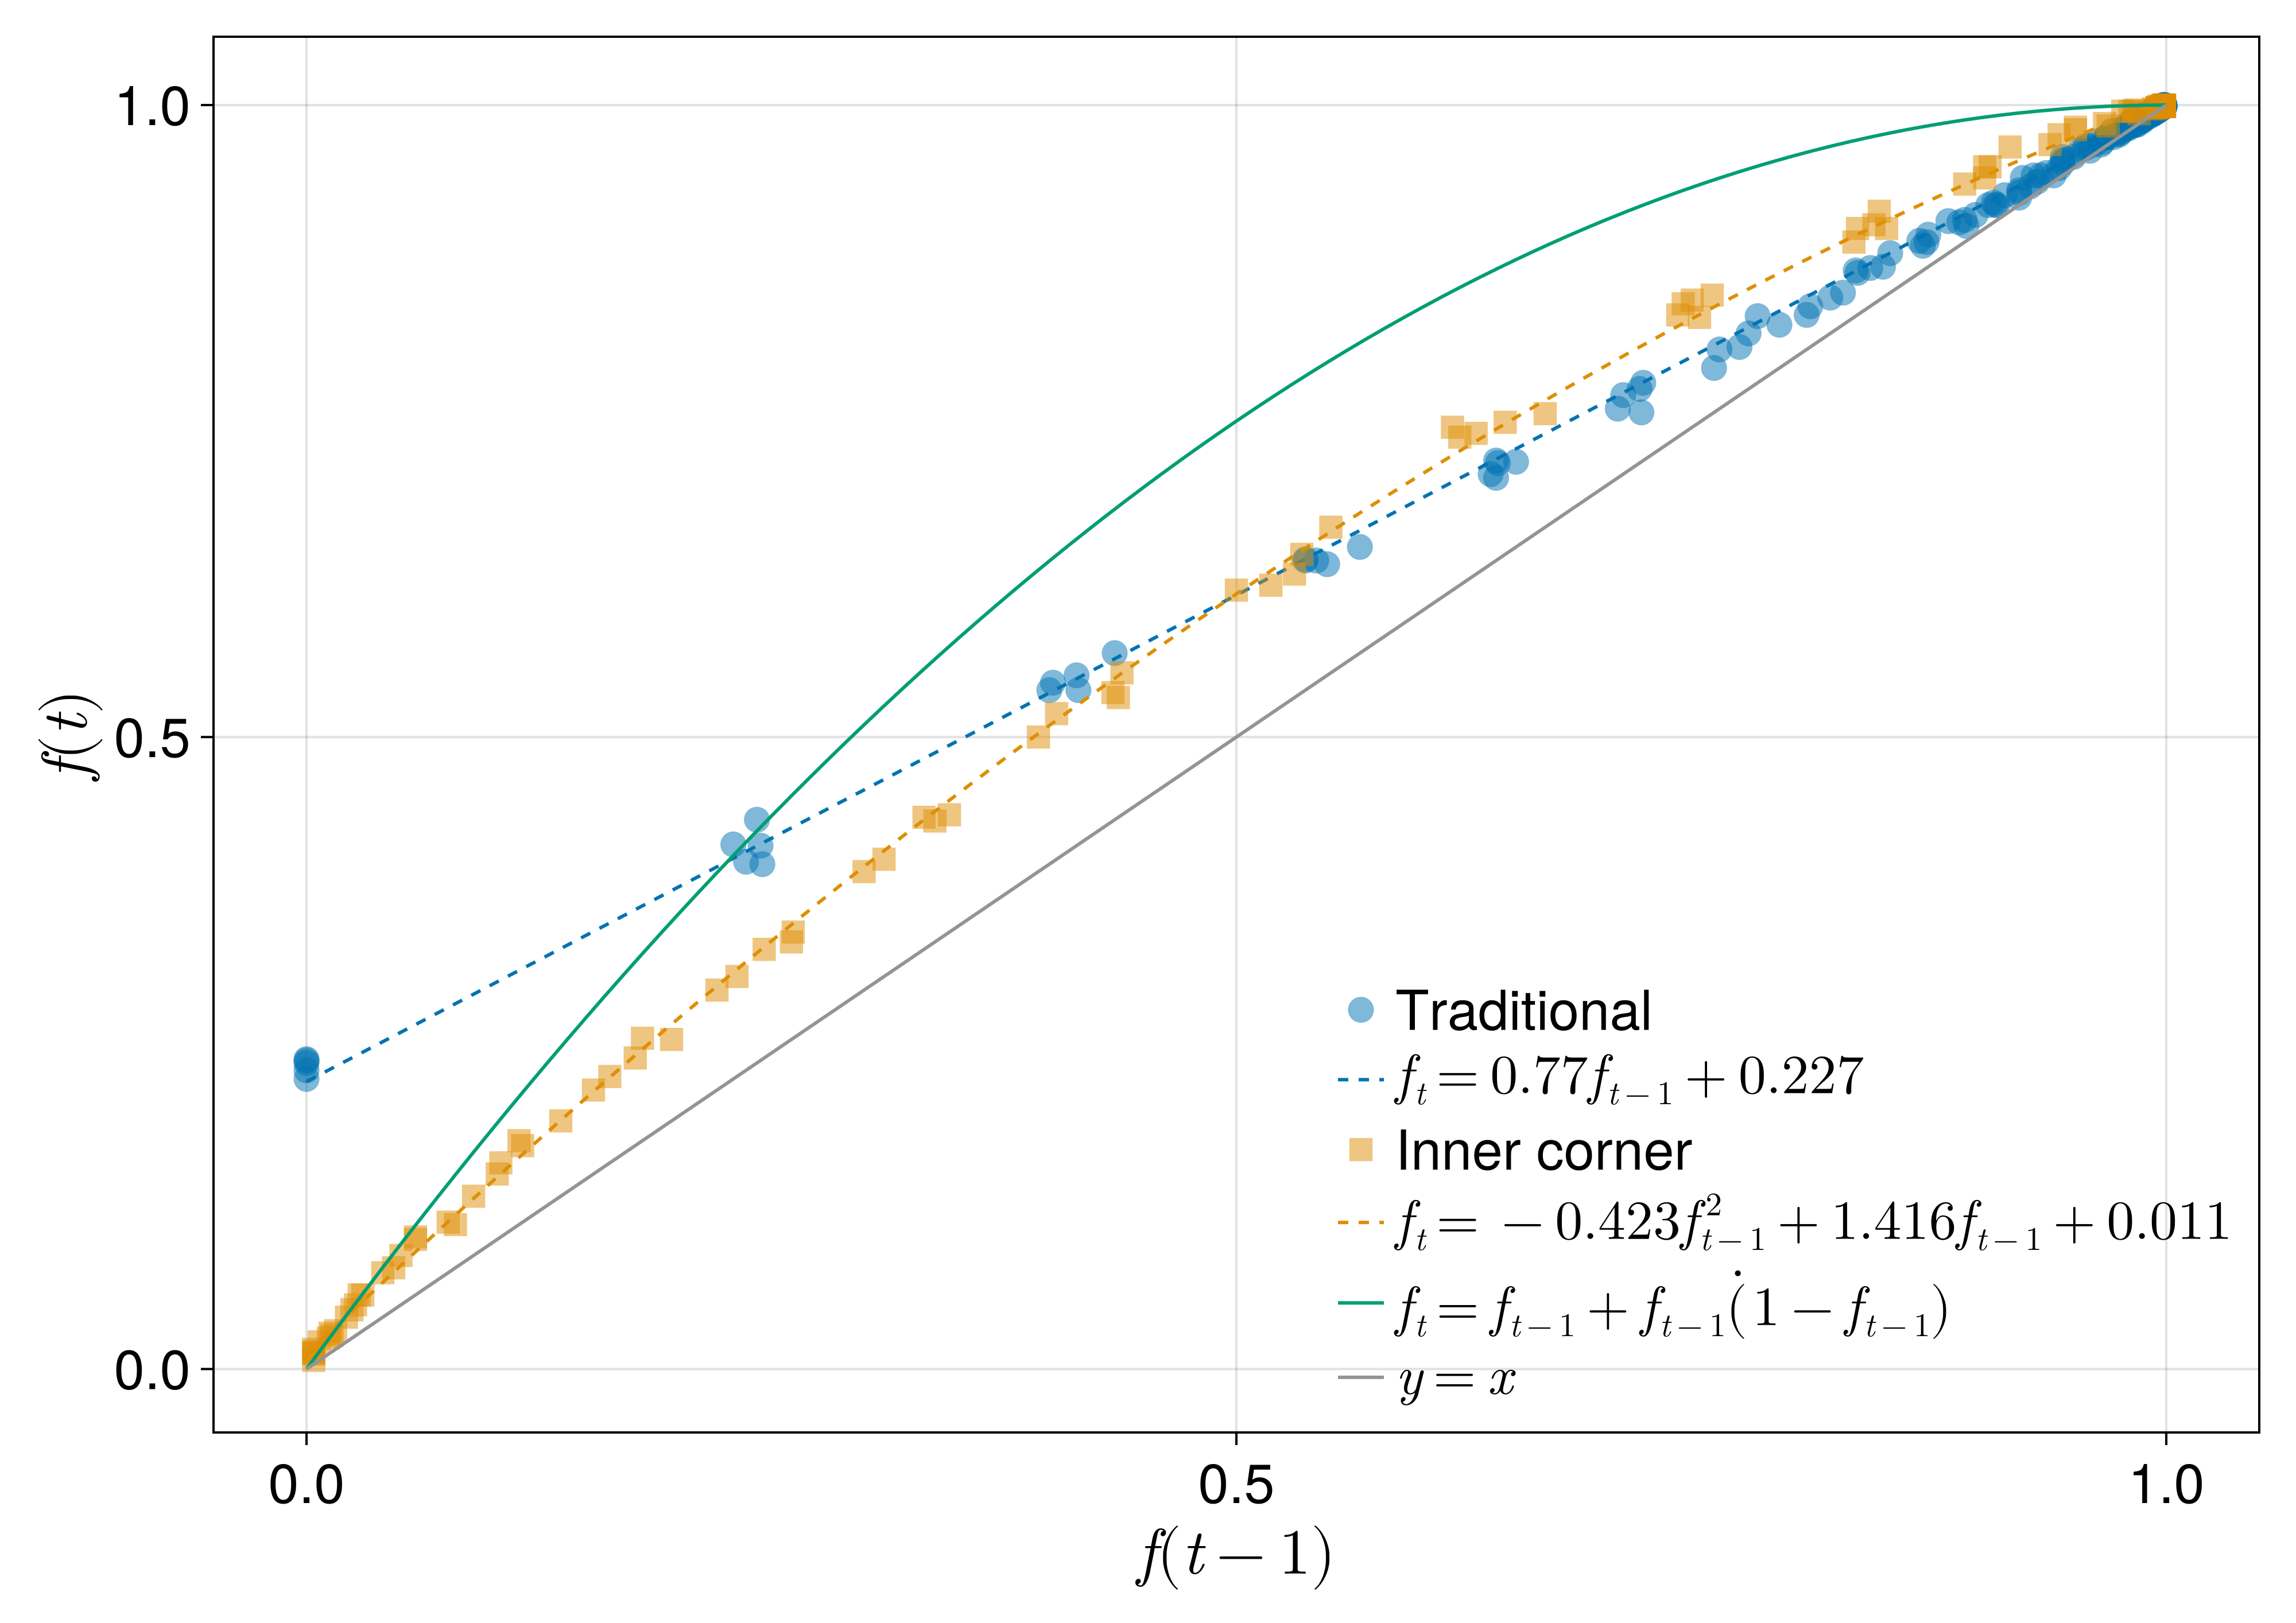 1.0
0.5
0.0
f(t)
Traditional
f_t = 0.77f_{t−1} + 0.227
Inner corner
f_t = −0.423f²_{t−1} + 1.416f_{t−1} + 0.011
f_t = f_{t−1} + f_{t−1}(̇1 − f_{t−1})
y = x
0.0 0.5 1.0
f(t − 1)